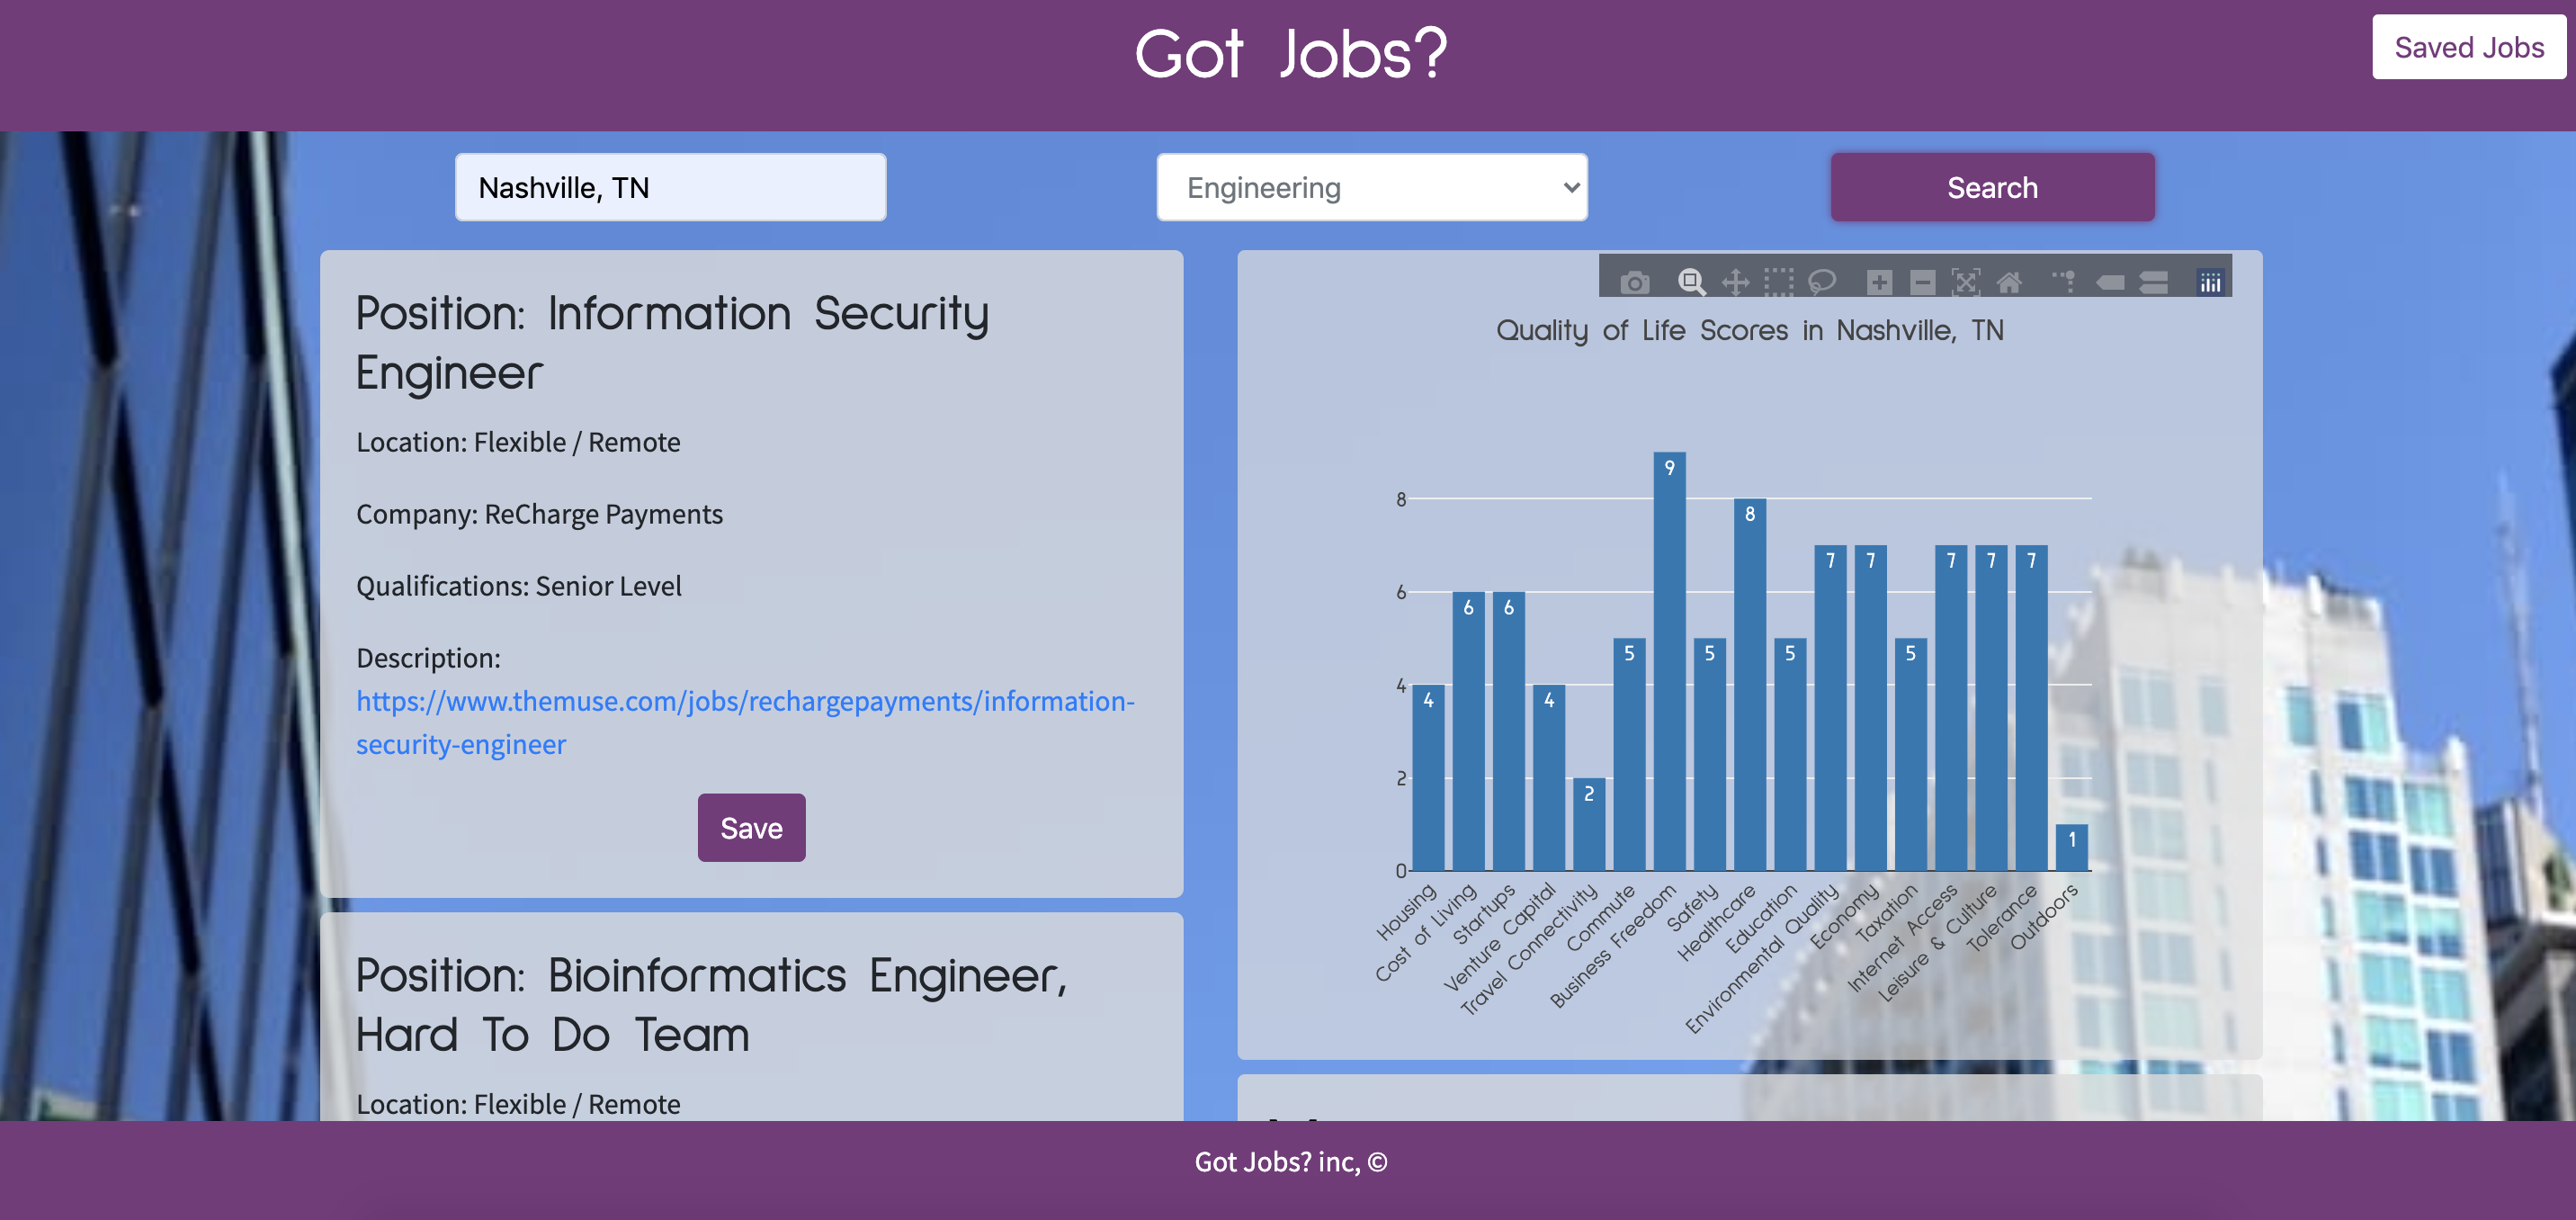 Got Jobs?
Saved Jobs
Nashville, TN
Engineering
Search
Position: Information Security
Engineer
Location: Flexible / Remote
Company: ReCharge Payments
Qualifications: Senior Level
Description:
https://www.themuse.com/jobs/rechargepayments/information-
security-engineer
Save
Position: Bioinformatics Engineer,
Hard To Do Team
Location: Flexible / Remote
Quality of Life Scores in Nashville, TN
8
6
4
2
0
4
6
6
4
2
5
9
5
8
5
7
7
5
7
7
7
1
Housing
Cost of Living
Startups
Venture Capital
Travel Connectivity
Commute
Business Freedom
Safety
Healthcare
Education
Environmental Quality
Economy
Taxation
Internet Access
Leisure & Culture
Tolerance
Outdoors
Got Jobs? inc, ©